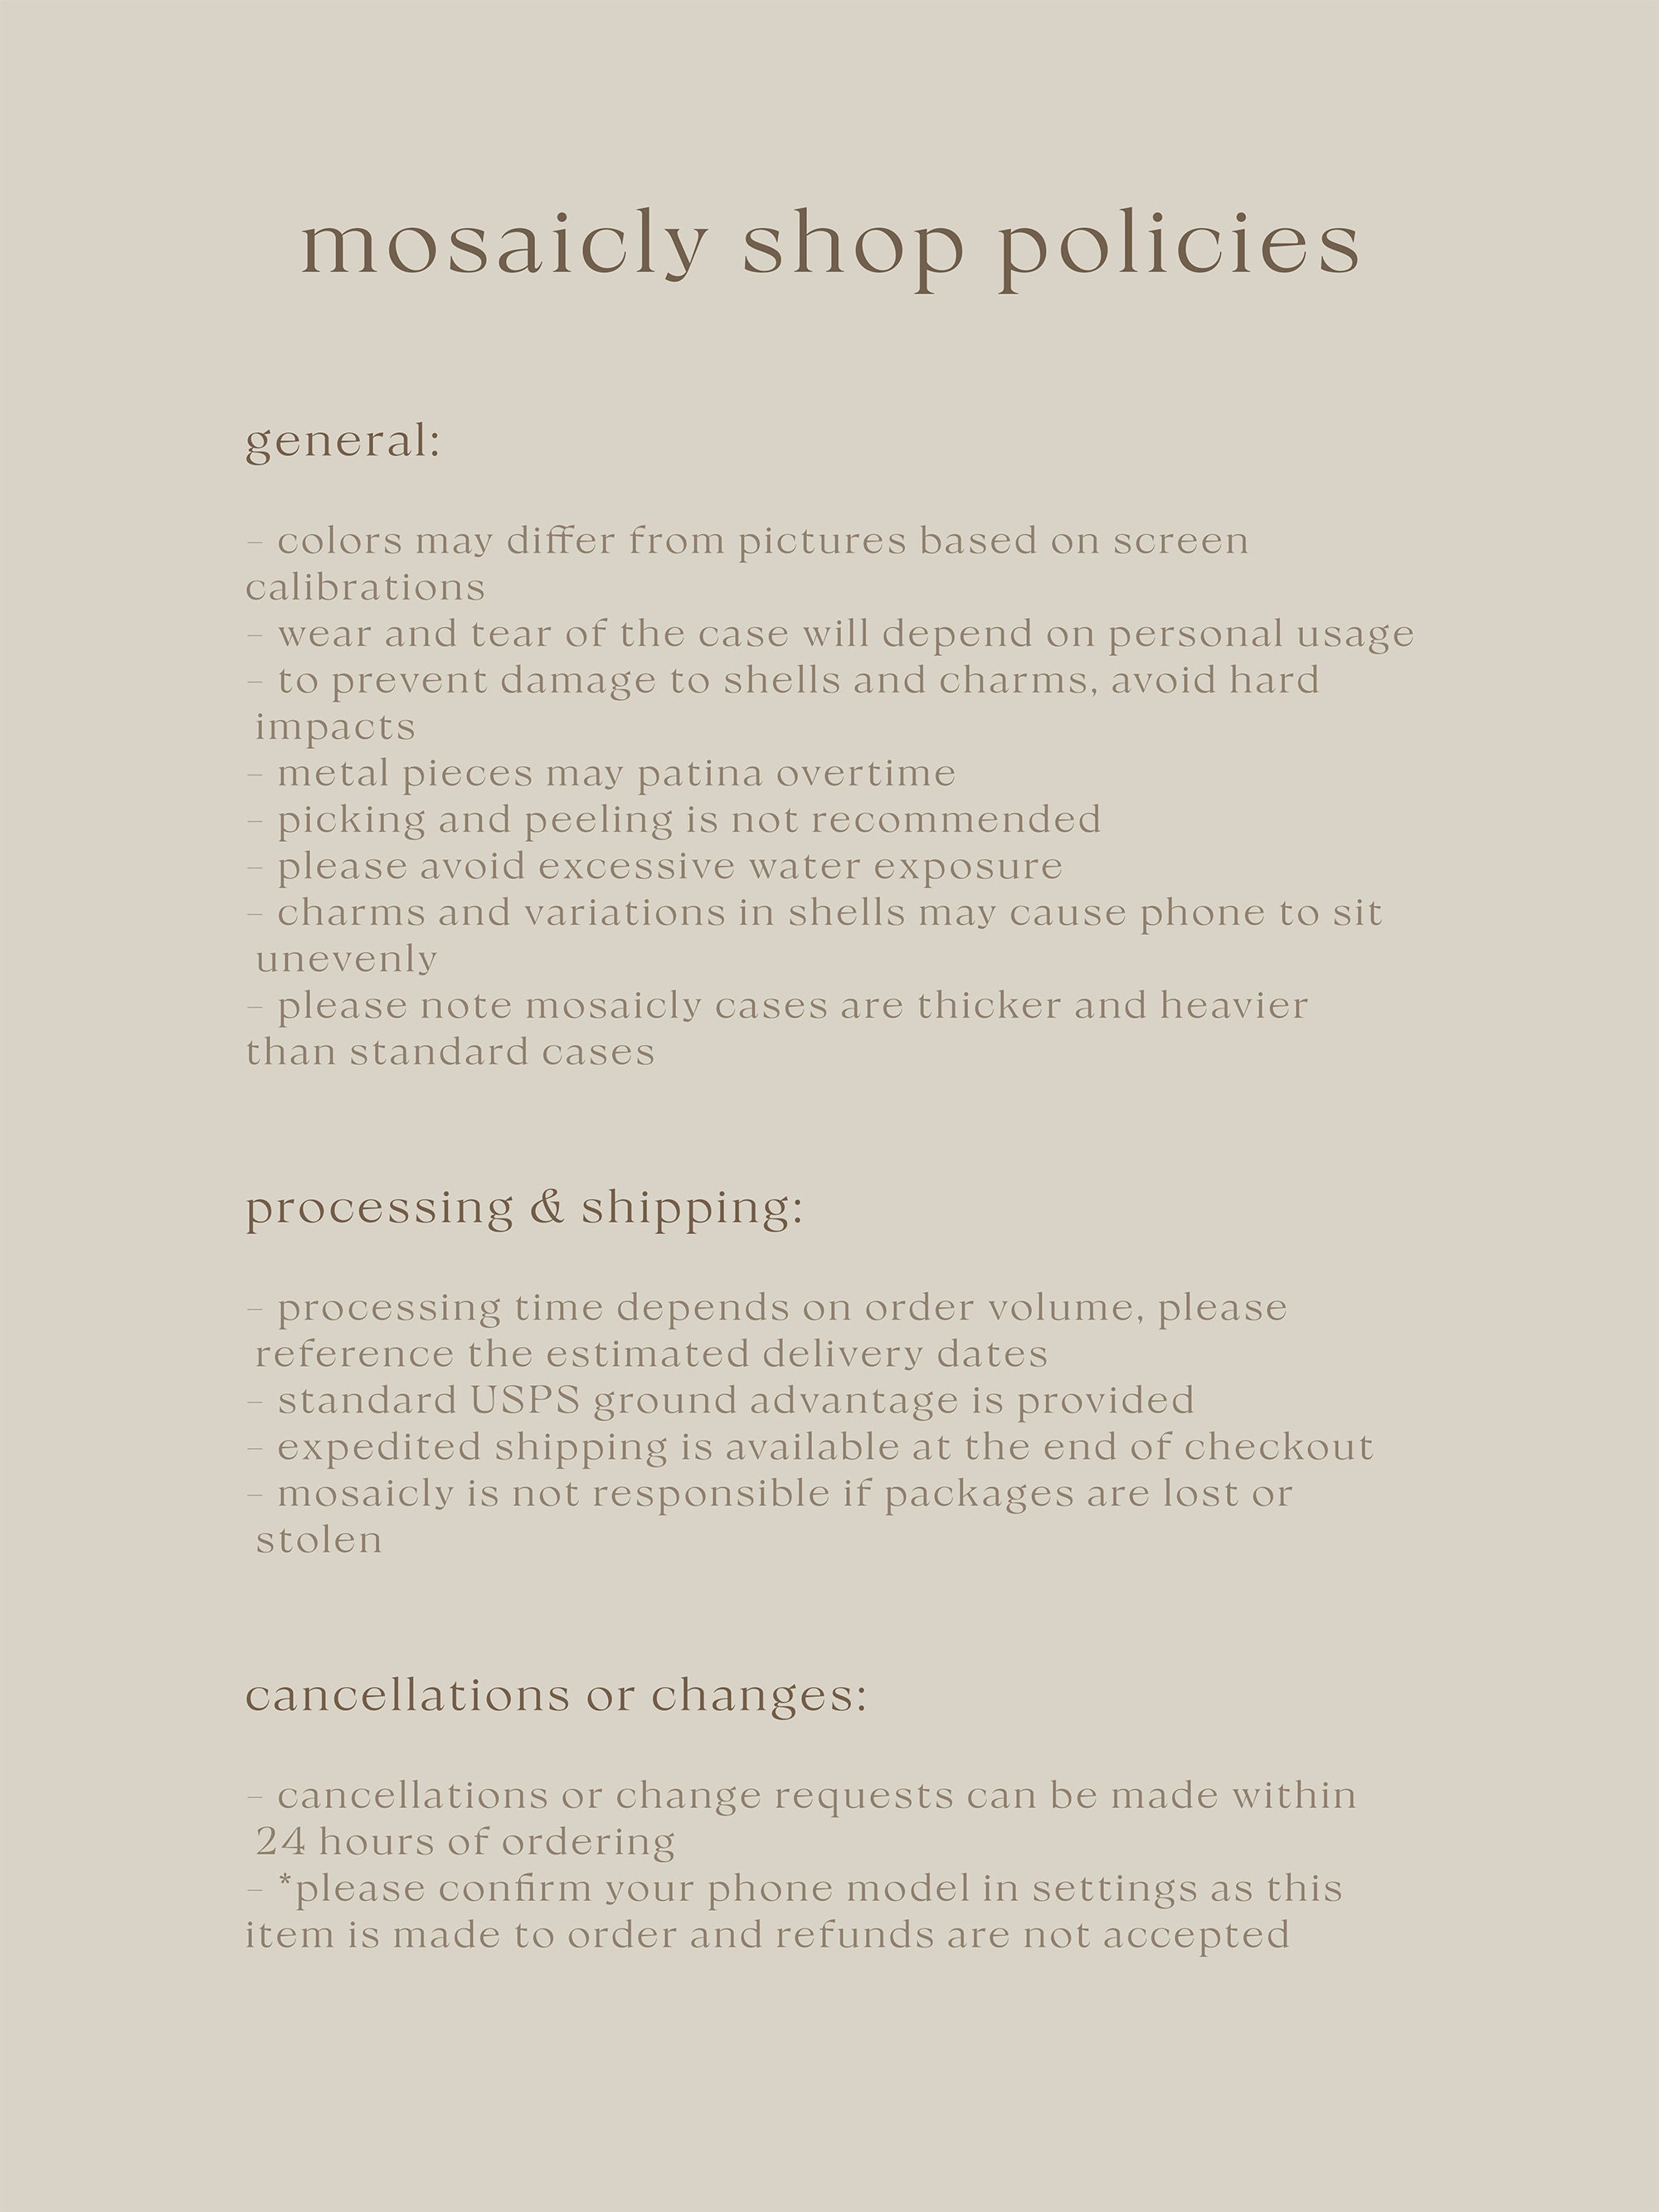 mosaicly shop policies
general:
– colors may differ from pictures based on screen
calibrations
– wear and tear of the case will depend on personal usage
– to prevent damage to shells and charms, avoid hard
impacts
– metal pieces may patina overtime
– picking and peeling is not recommended
– please avoid excessive water exposure
– charms and variations in shells may cause phone to sit
unevenly
– please note mosaicly cases are thicker and heavier
than standard cases
processing & shipping:
– processing time depends on order volume, please
reference the estimated delivery dates
– standard USPS ground advantage is provided
– expedited shipping is available at the end of checkout
– mosaicly is not responsible if packages are lost or
stolen
cancellations or changes:
– cancellations or change requests can be made within
24 hours of ordering
– *please confirm your phone model in settings as this
item is made to order and refunds are not accepted